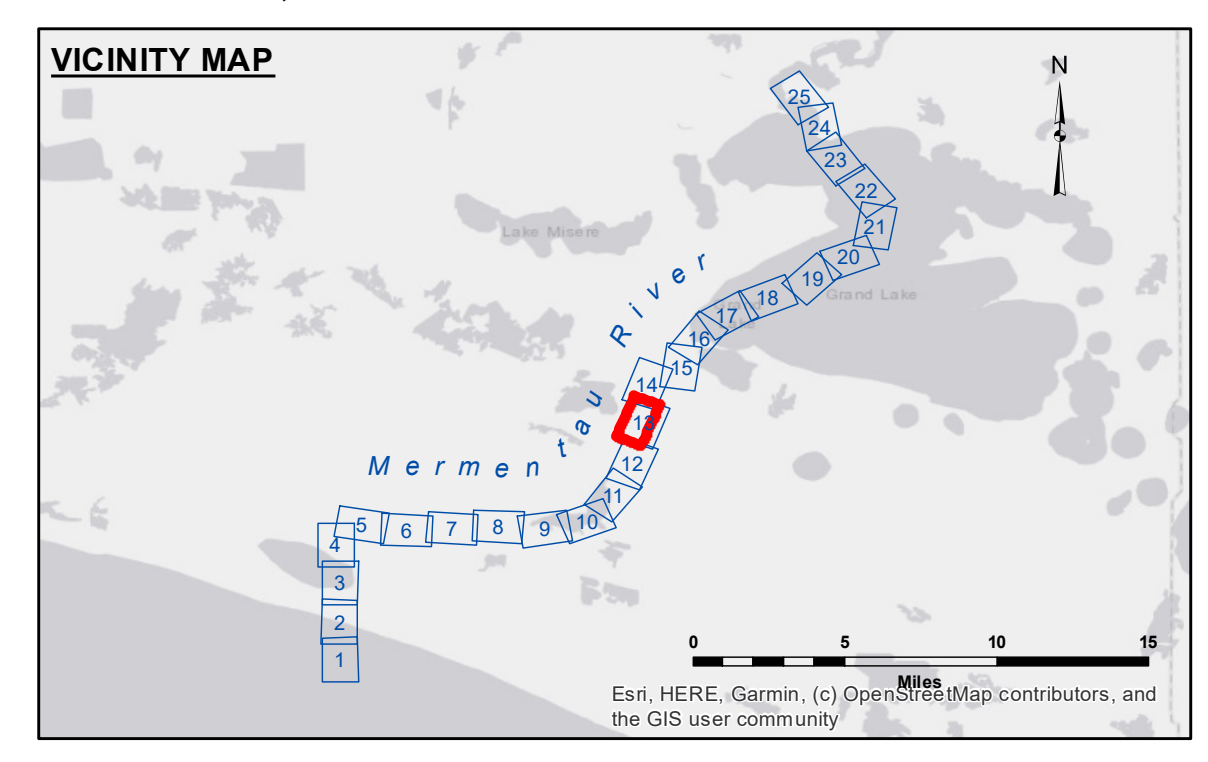 VICINITY MAP
N
25
24
23
22
21
20
19
18
17
16
15
14
13
12
11
10
9
8
7
6
5
4
3
2
1
Lake Misere
Grand Lake
Grand
Lake
Mermentau River
0 5 10 15
Miles
Esri, HERE, Garmin, (c) OpenStreetMap contributors, and
the GIS user community